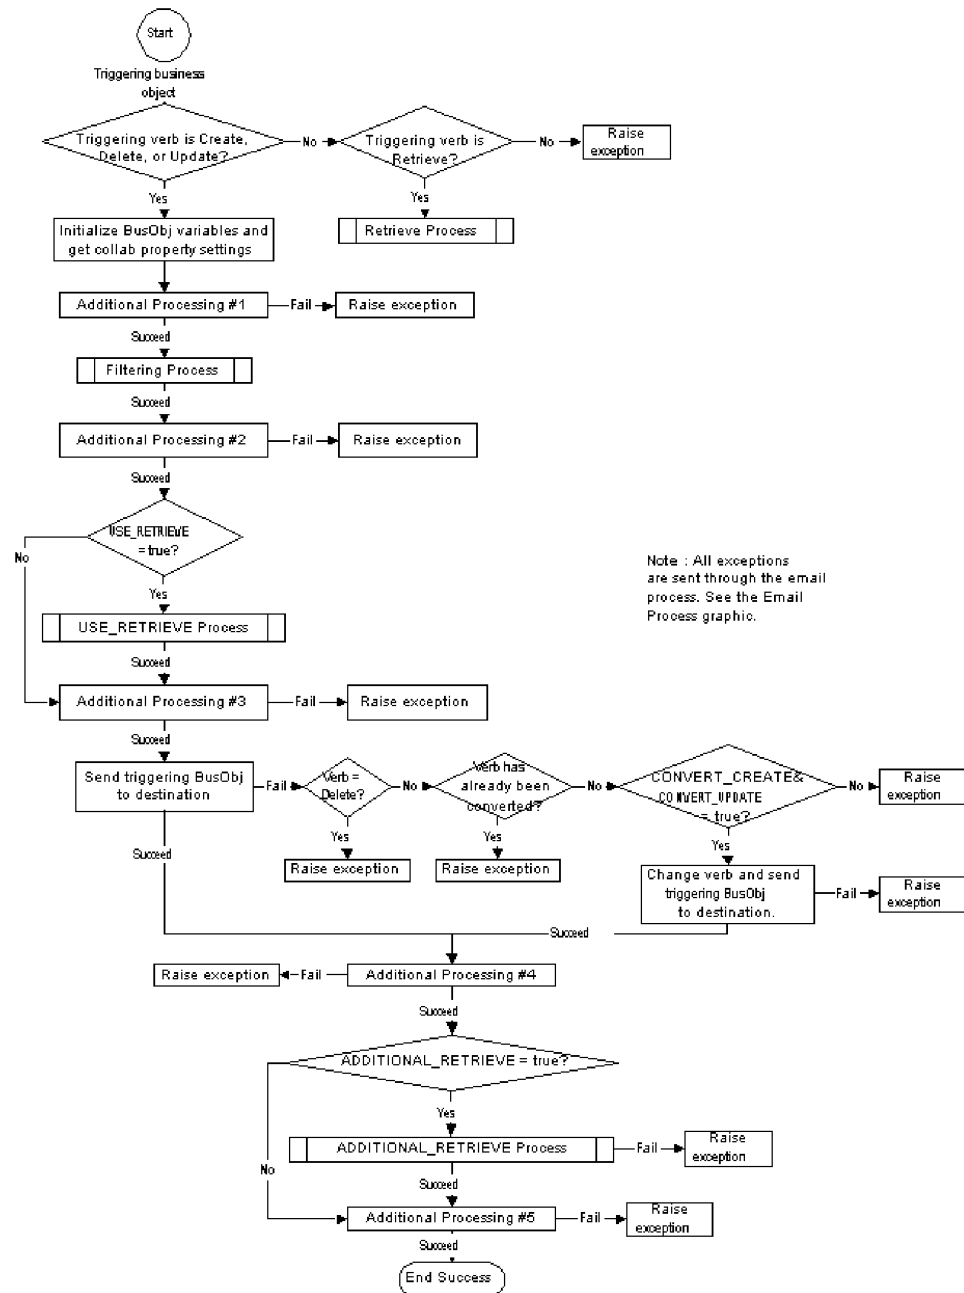 Start
Triggering business
object
Triggering verb is Create,
Delete, or Update?
No
Triggering verb is
Retrieve?
No
Raise
exception
Yes
Yes
Initialize BusObj variables and
get collab property settings
Retrieve Process
Additional Processing #1
Fail
Raise exception
Succeed
Filtering Process
Succeed
Additional Processing #2
Fail
Raise exception
Succeed
USE_RETRIEVE
= true?
No
Note : All exceptions
are sent through the email
process. See the Email
Process graphic.
Yes
USE_RETRIEVE Process
Succeed
Additional Processing #3
Fail
Raise exception
Succeed
Send triggering BusObj
to destination
Fail
Verb =
Delete?
No
Verb has
already been
converted?
No
CONVERT_CREATE&
CONVERT_UPDATE
= true?
No
Raise
exception
Yes
Yes
Yes
Succeed
Raise exception
Raise exception
Change verb and send
triggering BusObj
to destination.
Fail
Raise
exception
Succeed
Raise exception
Fail
Additional Processing #4
Succeed
ADDITIONAL_RETRIEVE = true?
Yes
ADDITIONAL_RETRIEVE Process
Fail
Raise
exception
No
Succeed
Additional Processing #5
Fail
Raise
exception
Succeed
End Success